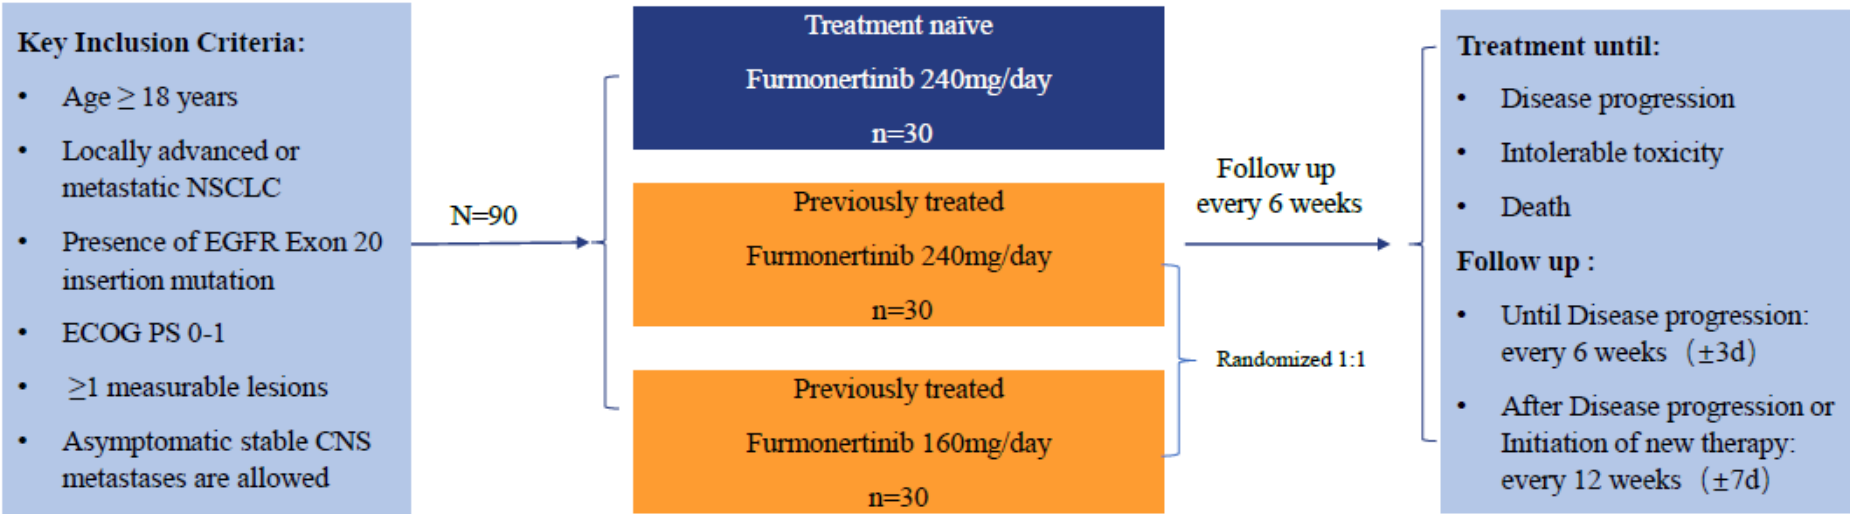 Key Inclusion Criteria:
• Age ≥ 18 years
• Locally advanced or
metastatic NSCLC
• Presence of EGFR Exon 20
insertion mutation
• ECOG PS 0-1
• ≥1 measurable lesions
• Asymptomatic stable CNS
metastases are allowed
N=90
Treatment naïve
Furmonertinib 240mg/day
n=30
Previously treated
Furmonertinib 240mg/day
n=30
Previously treated
Furmonertinib 160mg/day
n=30
Follow up
every 6 weeks
Randomized 1:1
Treatment until:
• Disease progression
• Intolerable toxicity
• Death
Follow up :
• Until Disease progression:
every 6 weeks（±3d）
• After Disease progression or
Initiation of new therapy:
every 12 weeks（±7d）